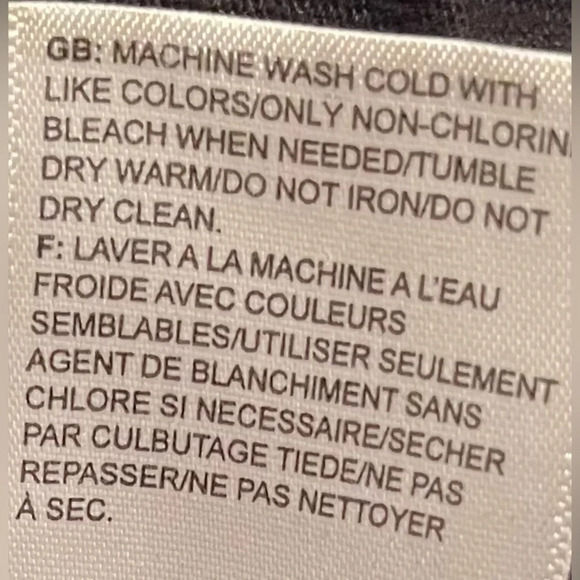 GB: MACHINE WASH COLD WITH
LIKE COLORS/ONLY NON-CHLORIN
BLEACH WHEN NEEDED/TUMBLE
DRY WARM/DO NOT IRON/DO NOT
DRY CLEAN.
F: LAVER A LA MACHINE A L'EAU
FROIDE AVEC COULEURS
SEMBLABLES/UTILISER SEULEMENT
AGENT DE BLANCHIMENT SANS
CHLORE SI NECESSAIRE/SECHER
PAR CULBUTAGE TIEDE/NE PAS
REPASSER/NE PAS NETTOYER
À SEC.